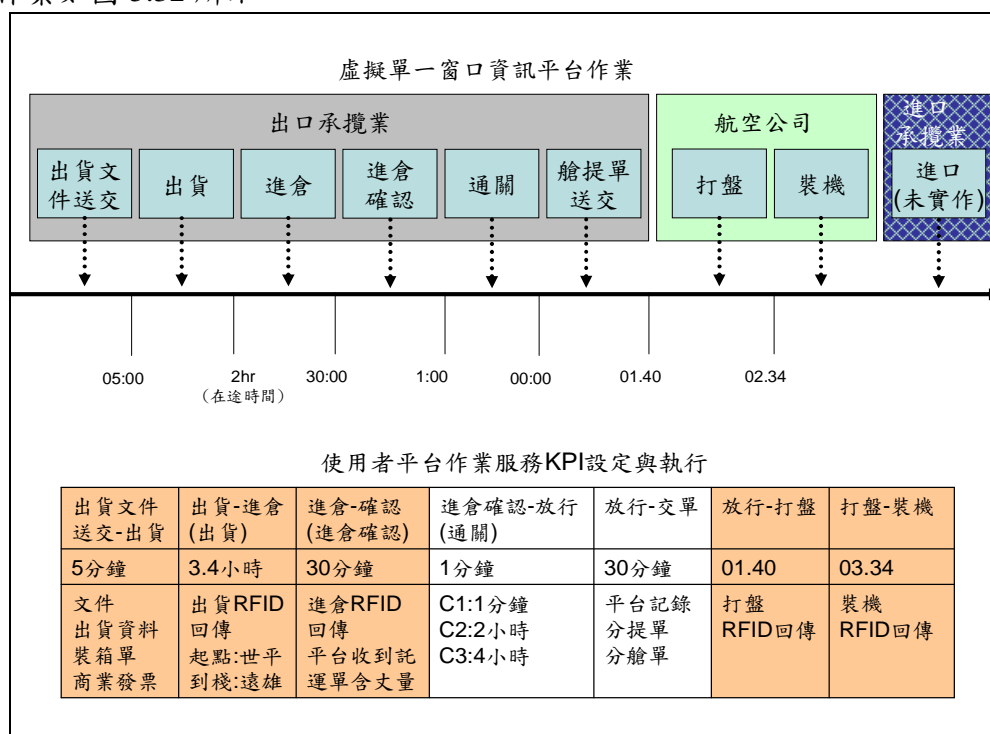 虛擬單一窗口資訊平台作業
出口承攬業
航空公司
進口
承攬業
出貨文
件送交
出貨
進倉
進倉
確認
通關
艙提單
送交
打盤
裝機
進口
(未實作)
05:00
2hr
(在途時間)
30:00
1:00
00:00
01.40
02.34
使用者平台作業服務KPI設定與執行
出貨文件
送交-出貨
出貨-進倉
(出貨)
進倉-確認
(進倉確認)
進倉確認-放行
(通關)
放行-交單
放行-打盤
打盤-裝機
5分鐘
3.4小時
30分鐘
1分鐘
30分鐘
01.40
03.34
文件
出貨資料
裝箱單
商業發票
出貨RFID
回傳
起點:世平
到棧:遠雄
進倉RFID
回傳
平台收到託
運單含丈量
C1:1分鐘
C2:2小時
C3:4小時
平台記錄
分提單
分艙單
打盤
RFID回傳
裝機
RFID回傳